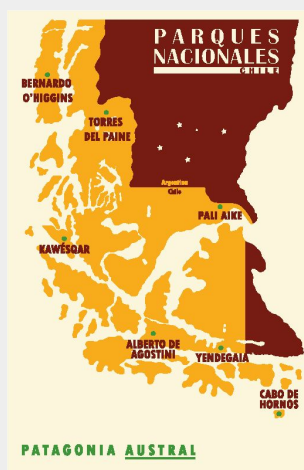 PARQUES
NACIONALES
CHILE
BERNARDO
O'HIGGINS
TORRES
DEL PAINE
Argentina
Chile
PALI AIKE
KAWÉSQAR
ALBERTO DE
AGOSTINI
YENDEGAIA
CABO DE
HORNOS
PATAGONIA AUSTRAL